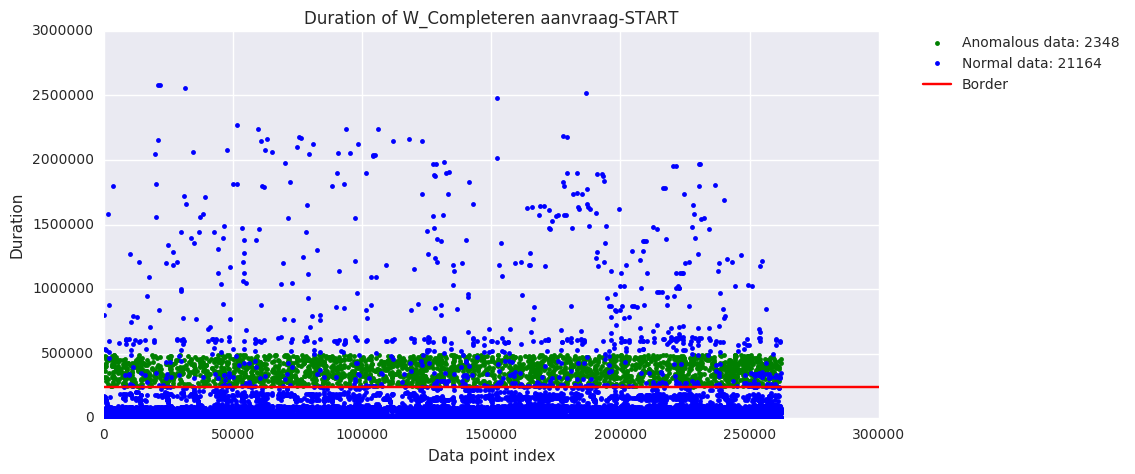 Duration of W_Completeren aanvraag-START
3000000
2500000
2000000
1500000
1000000
500000
0
Duration
0 50000 100000 150000 200000 250000 300000
Data point index
Anomalous data: 2348
Normal data: 21164
Border